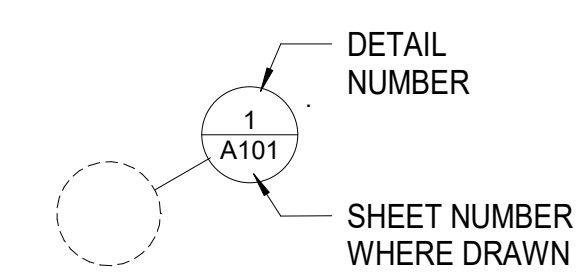 DETAIL
NUMBER
1
A101
SHEET NUMBER
WHERE DRAWN